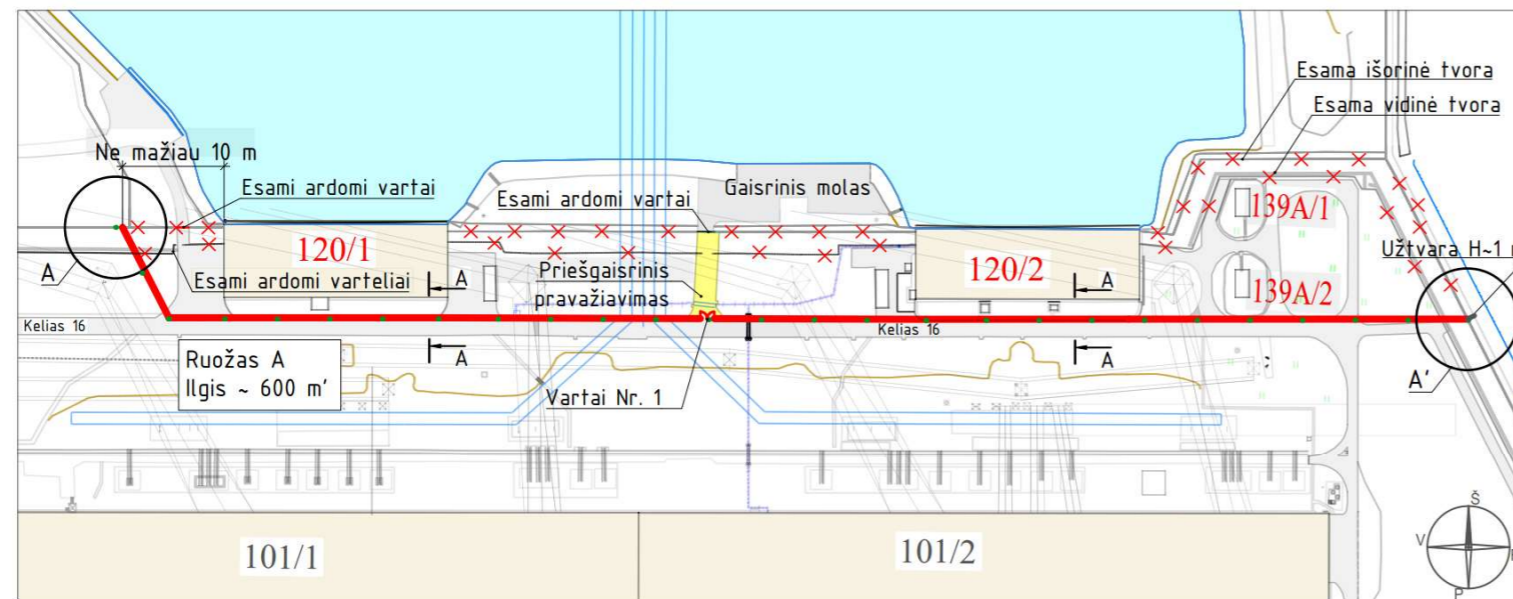 Esama išorinė tvora
Esama vidinė tvora
Ne mažiau 10 m
Esami ardomi vartai
Esami ardomi vartai
Gaisrinis molas
139A/1
120/1
120/2
Užtvara H~1
A
Esami ardomi varteliai
Priešgaisrinis
pravažiavimas
A
A
139A/2
Kelias 16
Kelias 16
Ruožas A
Ilgis ~ 600 m'
A
A
A'
Vartai Nr. 1
101/1
101/2
Š
V
P